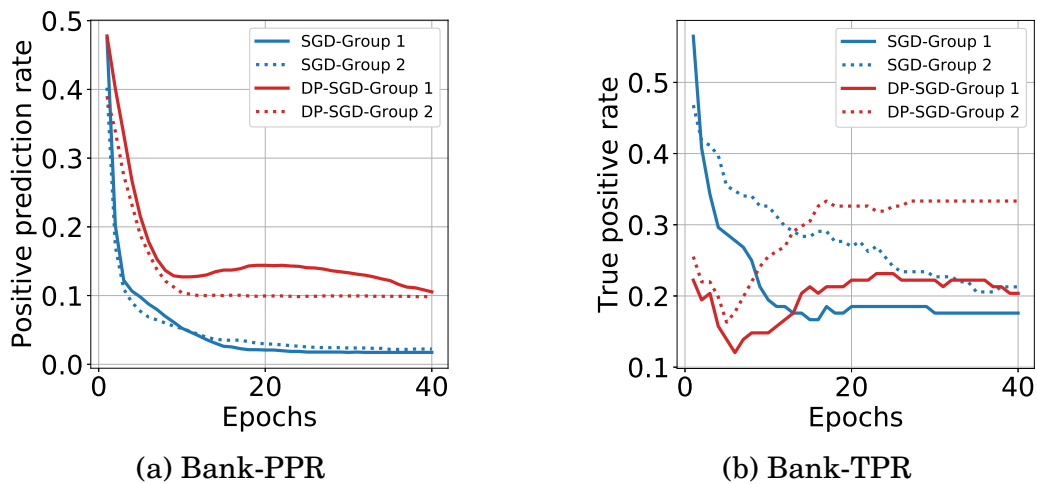 0.5
0.4
0.3
0.2
0.1
0.0
Positive prediction rate
SGD-Group 1
SGD-Group 2
DP-SGD-Group 1
DP-SGD-Group 2
0 20 40
Epochs
(a) Bank-PPR
0.5
0.4
0.3
0.2
0.1
True positive rate
SGD-Group 1
SGD-Group 2
DP-SGD-Group 1
DP-SGD-Group 2
0 20 40
Epochs
(b) Bank-TPR